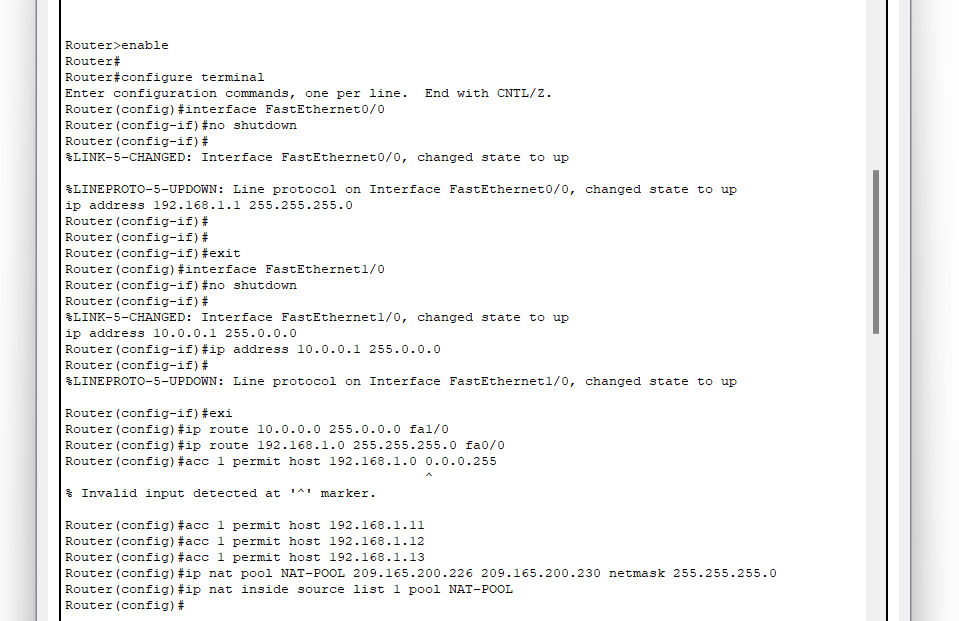 Router>enable
Router#
Router#configure terminal
Enter configuration commands, one per line.  End with CNTL/Z.
Router(config)#interface FastEthernet0/0
Router(config-if)#no shutdown
Router(config-if)#
%LINK-5-CHANGED: Interface FastEthernet0/0, changed state to up
%LINEPROTO-5-UPDOWN: Line protocol on Interface FastEthernet0/0, changed state to up
ip address 192.168.1.1 255.255.255.0
Router(config-if)#
Router(config-if)#
Router(config-if)#exit
Router(config)#interface FastEthernet1/0
Router(config-if)#no shutdown
Router(config-if)#
%LINK-5-CHANGED: Interface FastEthernet1/0, changed state to up
ip address 10.0.0.1 255.0.0.0
Router(config-if)#ip address 10.0.0.1 255.0.0.0
Router(config-if)#
%LINEPROTO-5-UPDOWN: Line protocol on Interface FastEthernet1/0, changed state to up
Router(config-if)#exi
Router(config)#ip route 10.0.0.0 255.0.0.0 fa1/0
Router(config)#ip route 192.168.1.0 255.255.255.0 fa0/0
Router(config)#acc 1 permit host 192.168.1.0 0.0.0.255
^
% Invalid input detected at '^' marker.
Router(config)#acc 1 permit host 192.168.1.11
Router(config)#acc 1 permit host 192.168.1.12
Router(config)#acc 1 permit host 192.168.1.13
Router(config)#ip nat pool NAT-POOL 209.165.200.226 209.165.200.230 netmask 255.255.255.0
Router(config)#ip nat inside source list 1 pool NAT-POOL
Router(config)#